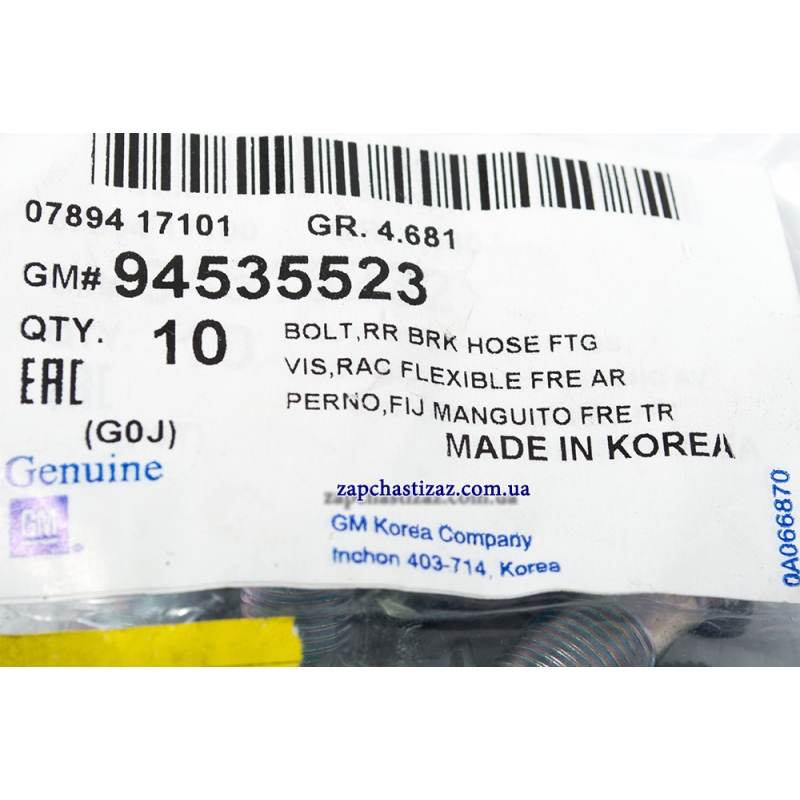 07894 17101 GR. 4.681
GM# 94535523
QTY. 10 BOLT,RR BRK HOSE FTG
VIS,RAC FLEXIBLE FRE AR
EAC PERNO,FIJ MANGUITO FRE TR
(G0J) MADE IN KOREA
Genuine
zapchastizaz.com.ua
GM
GM Korea Company
Inchon 403-714, Korea
0A066870